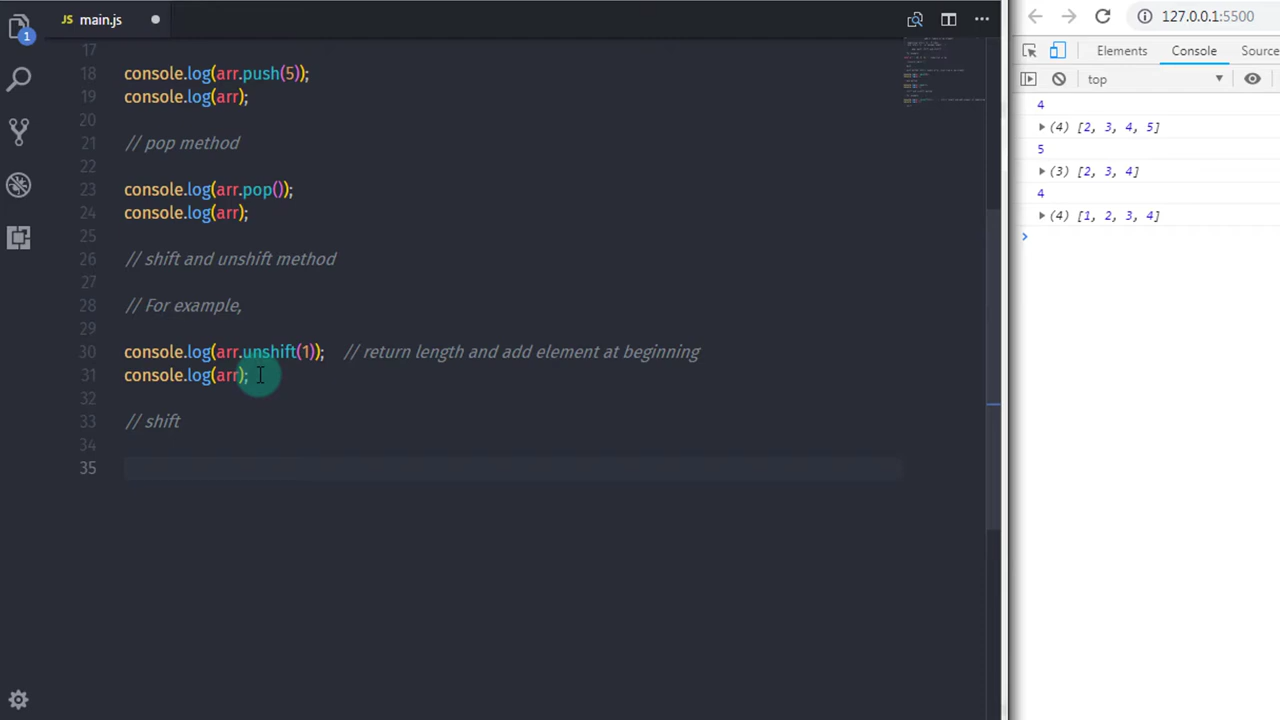 1
JS main.js
17
18 console.log(arr.push(5));
19 console.log(arr);
20
21 // pop method
22
23 console.log(arr.pop());
24 console.log(arr);
25
26 // shift and unshift method
27
28 // For example,
29
30 console.log(arr.unshift(1)); // return length and add element at beginning
31 console.log(arr);
32
33 // shift
34
35
127.0.0.1:5500
Elements Console Source
top
4
(4) [2, 3, 4, 5]
5
(3) [2, 3, 4]
4
(4) [1, 2, 3, 4]